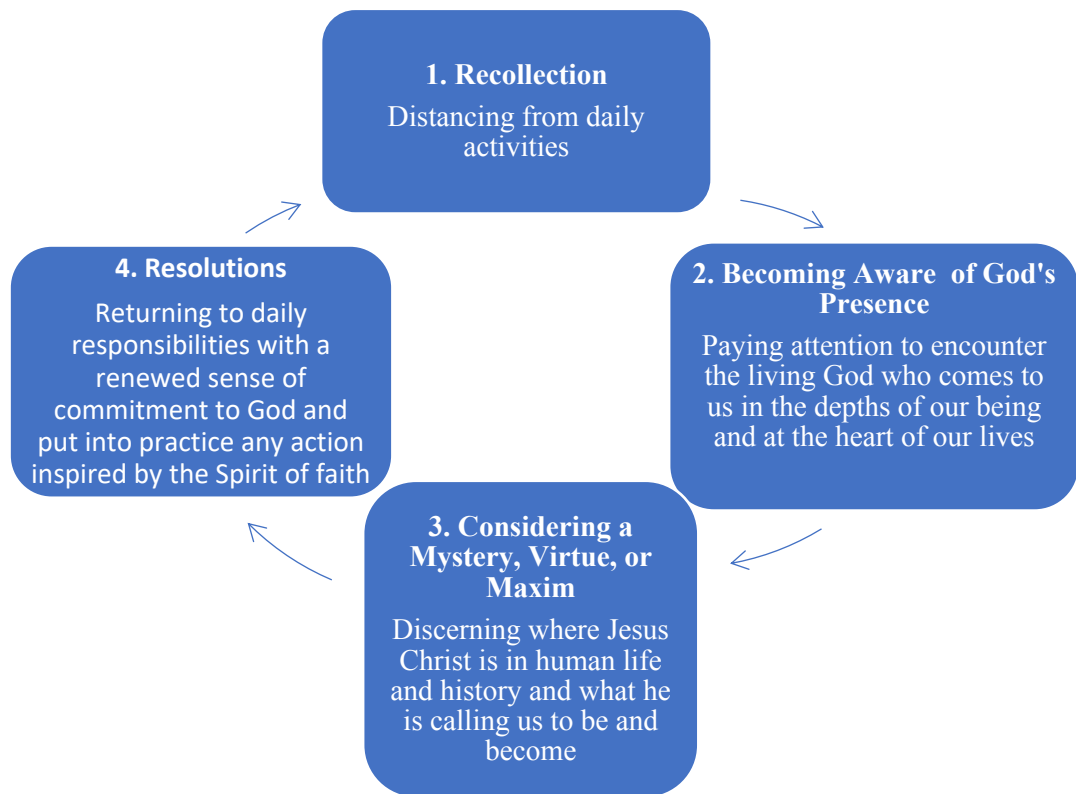 1. Recollection
Distancing from daily
activities
2. Becoming Aware  of God's
Presence
Paying attention to encounter
the living God who comes to
us in the depths of our being
and at the heart of our lives
3. Considering a
Mystery, Virtue, or
Maxim
Discerning where Jesus
Christ is in human life
and history and what he
is calling us to be and
become
4. Resolutions
Returning to daily
responsibilities with a
renewed sense of
commitment to God and
put into practice any action
inspired by the Spirit of faith